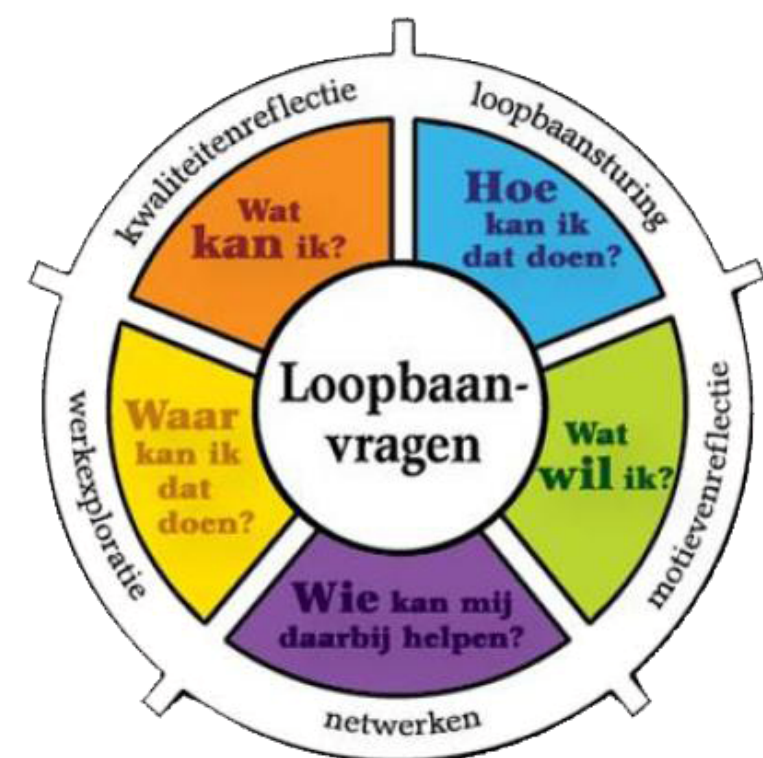 kwaliteitenreflectie
loopbaansturing
Wat
kan ik?
Hoe
kan ik
dat doen?
Loopbaan-
vragen
Waar
kan ik
dat
doen?
Wat
wil ik?
werkexploratie
motievenreflectie
Wie kan mij
daarbij helpen?
netwerken